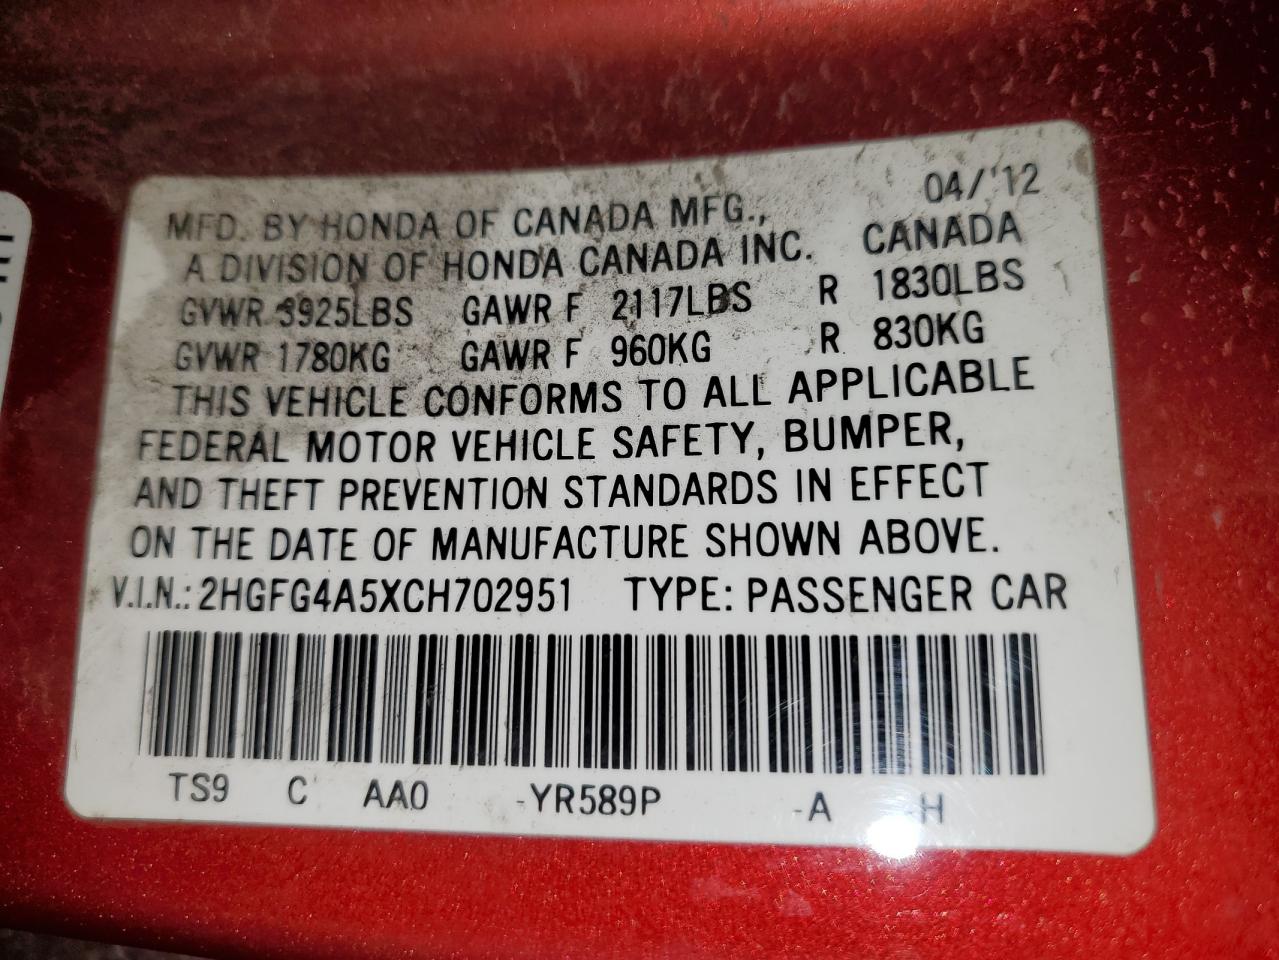 04/'12
MFD. BY HONDA OF CANADA MFG.,
A DIVISION OF HONDA CANADA INC. CANADA
GVWR 3925LBS GAWR F 2117LBS R 1830LBS
GVWR 1780KG GAWR F 960KG R 830KG
THIS VEHICLE CONFORMS TO ALL APPLICABLE
FEDERAL MOTOR VEHICLE SAFETY, BUMPER,
AND THEFT PREVENTION STANDARDS IN EFFECT
ON THE DATE OF MANUFACTURE SHOWN ABOVE.
V.I.N.: 2HGFG4A5XCH702951 TYPE: PASSENGER CAR
TS9 C AA0 -YR589P -A -H